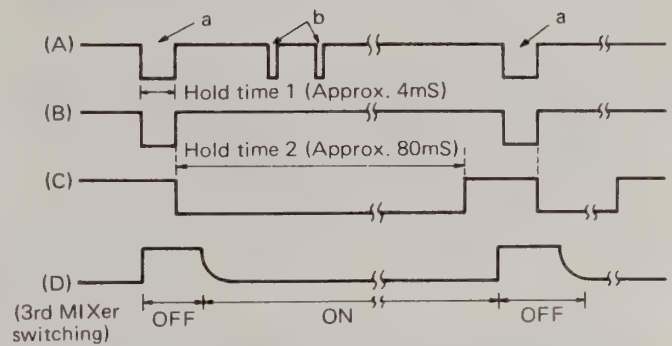 a b a
(A)
Hold time 1 (Approx. 4mS)
(B)
Hold time 2 (Approx. 80mS)
(C)
(D)
(3rd MIXer
switching)
OFF ON OFF